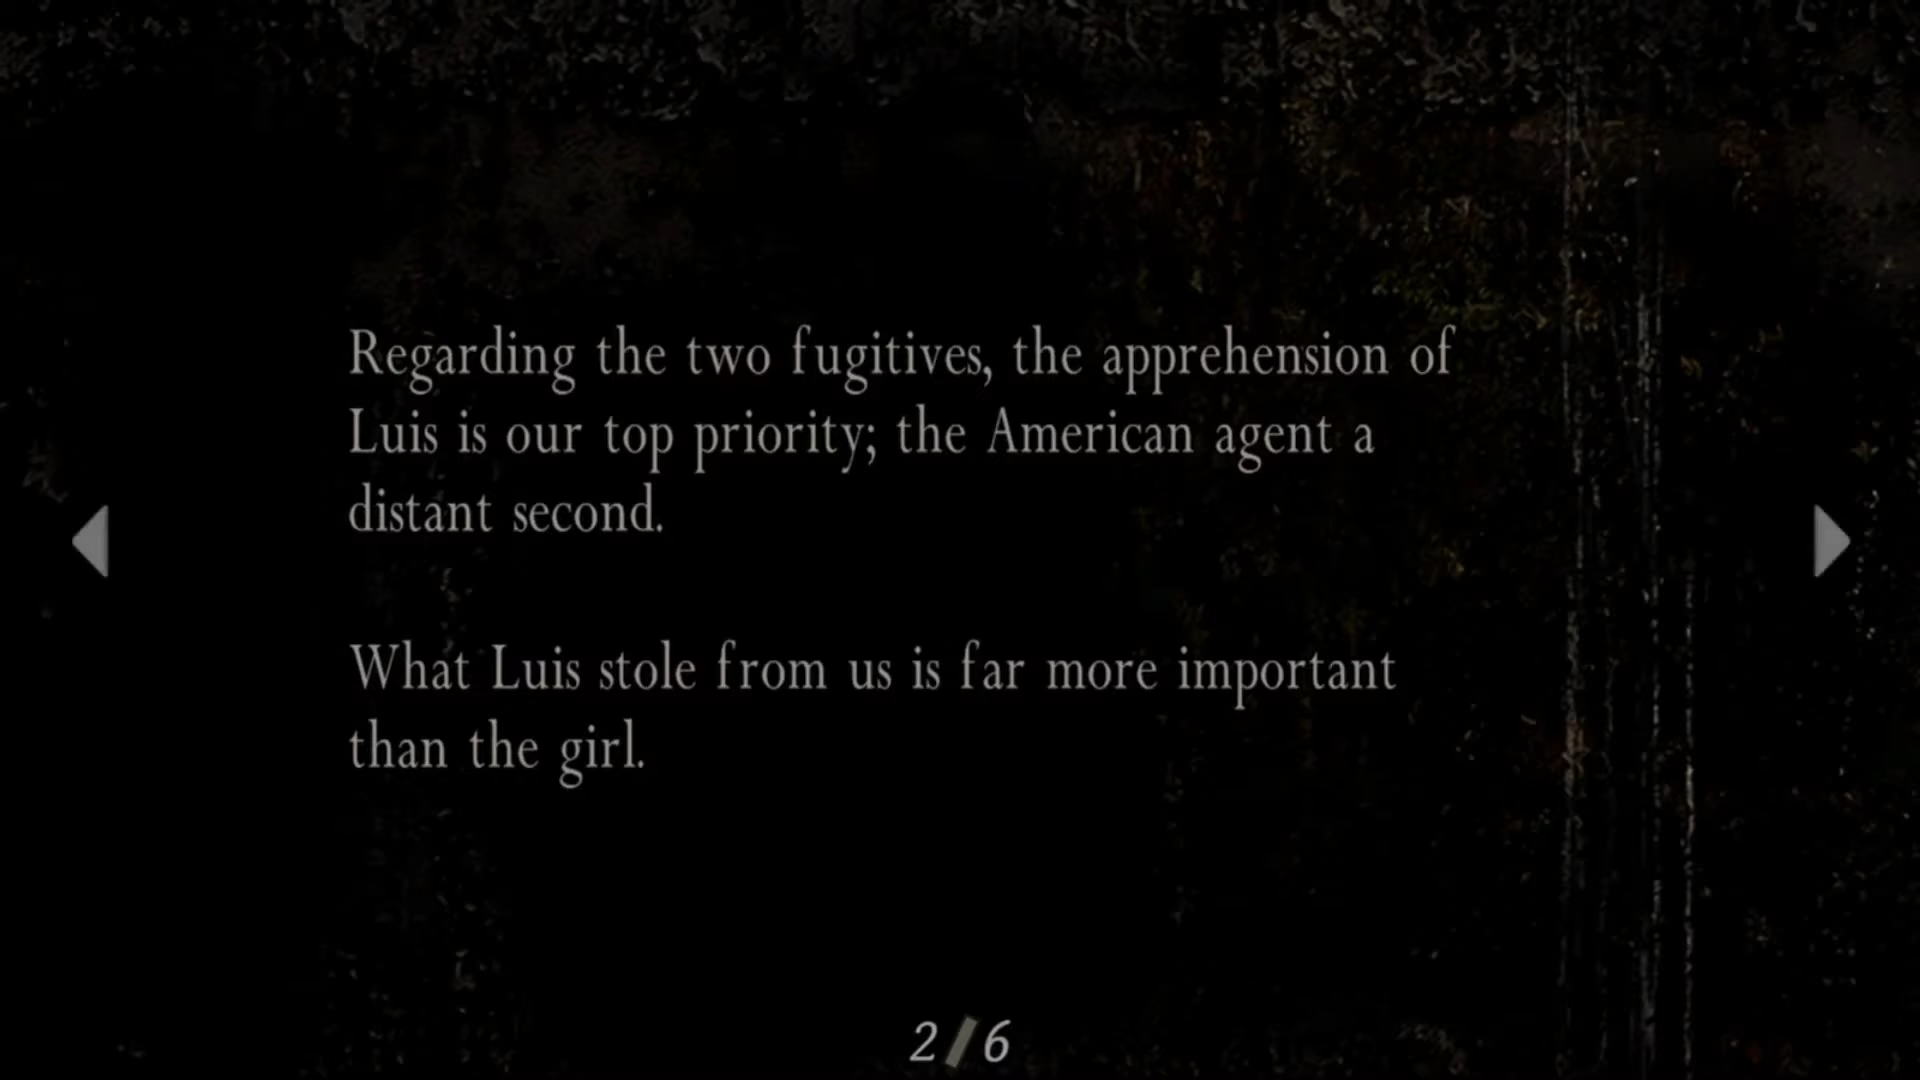 Regarding the two fugitives, the apprehension of
Luis is our top priority; the American agent a
distant second.
What Luis stole from us is far more important
than the girl.
2/6